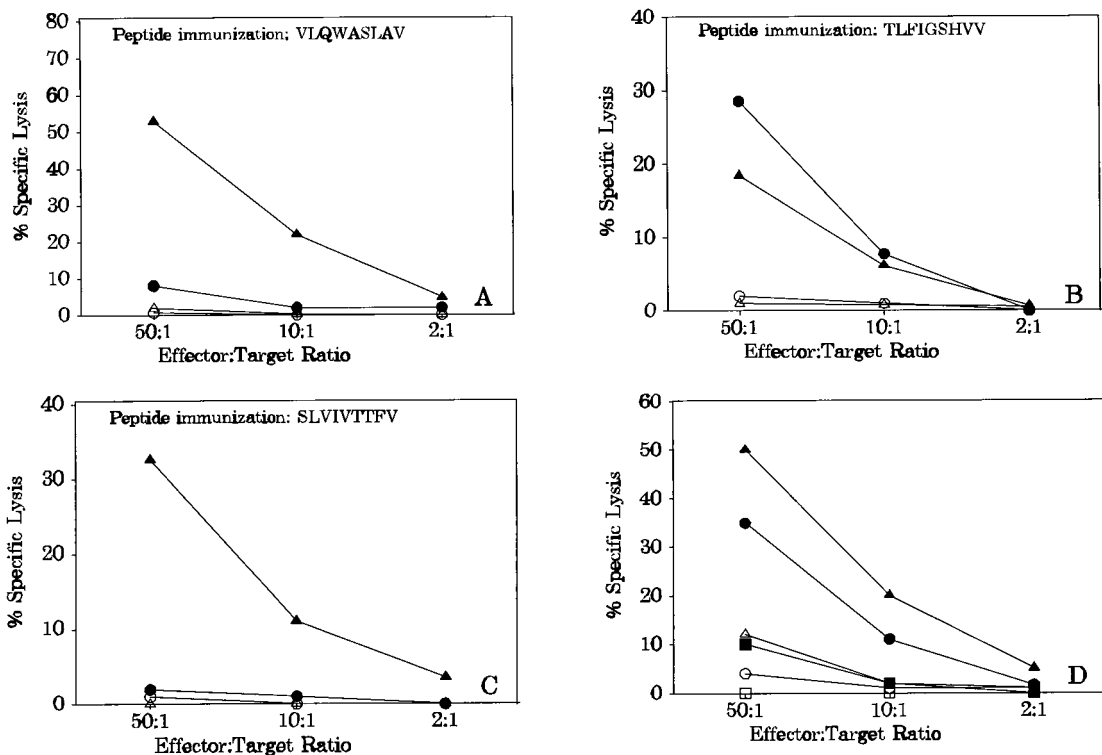 80
70
60
50
40
30
20
10
0
% Specific Lysis
Peptide immunization: VLQWASLAV
A
50:1
10:1
2:1
Effector:Target Ratio
40
30
20
10
0
% Specific Lysis
Peptide immunization: TLFIGSHVV
B
50:1
10:1
2:1
Effector:Target Ratio
40
30
20
10
0
% Specific Lysis
Peptide immunization: SLVIVTTFV
C
50:1
10:1
2:1
Effector:Target Ratio
60
50
40
30
20
10
0
% Specific Lysis
D
50:1
10:1
2:1
Effector:Target Ratio